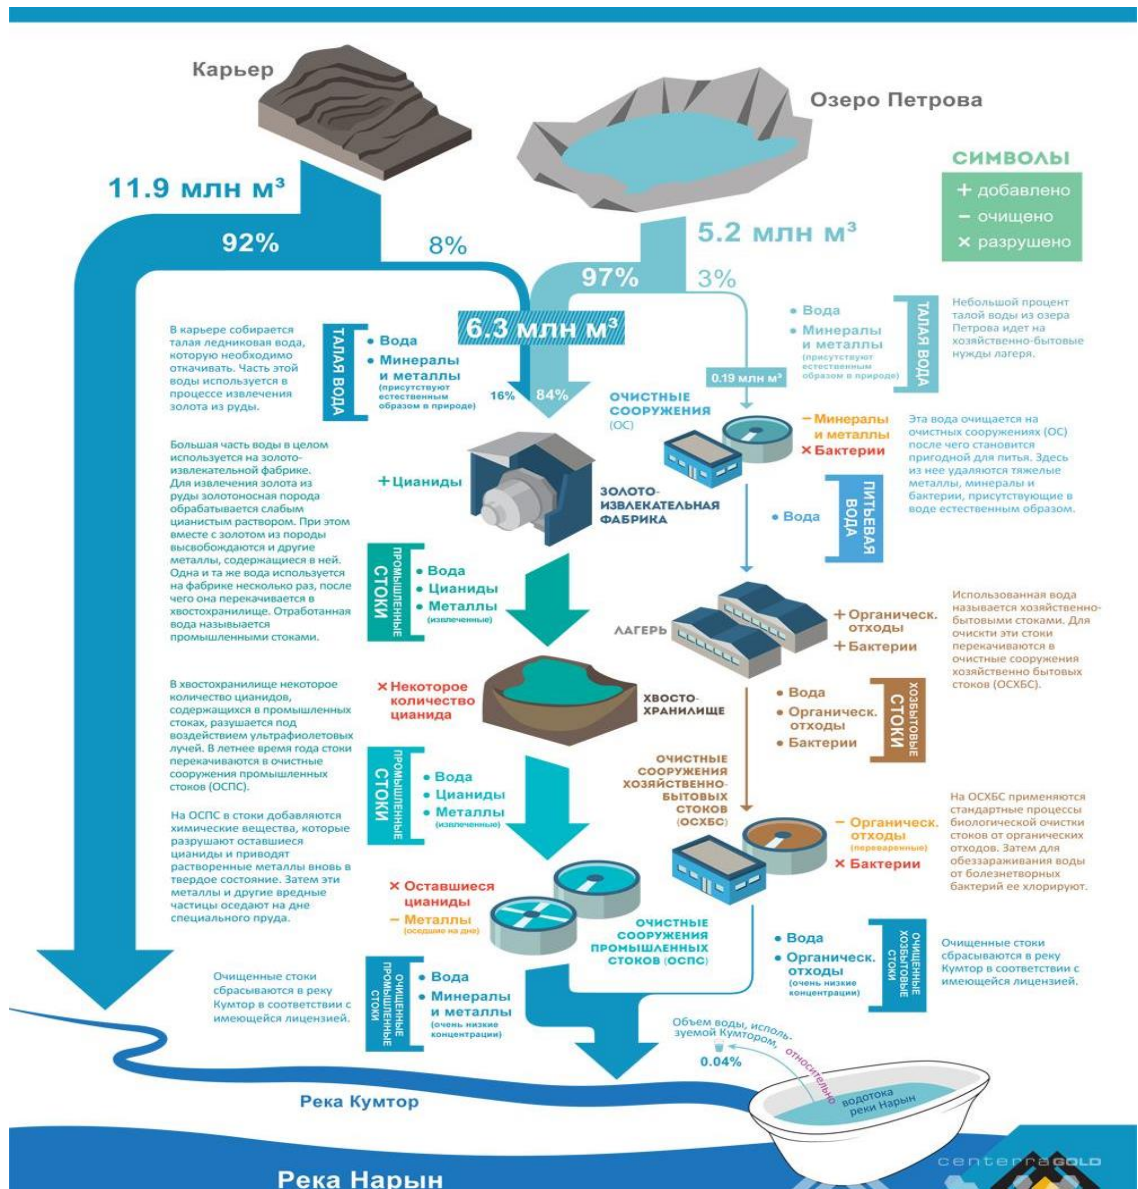 Карьер
Озеро Петрова
СИМВОЛЫ
+ добавлено
− очищено
× разрушено
11.9 млн м³
92%
8%
5.2 млн м³
97%
3%
6.3 млн м³
16%
84%
0.19 млн м³
В карьере собирается
талая ледниковая вода,
которую необходимо
откачивать. Часть этой
воды используется в
процессе извлечения
золота из руды.
ТАЛАЯ ВОДА
• Вода
• Минералы
и металлы
(присутствуют
естественным
образом в природе)
• Вода
• Минералы
и металлы
(присутствуют
естественным
образом в природе)
ТАЛАЯ ВОДА
Небольшой процент
талой воды из озера
Петрова идет на
хозяйственно-бытовые
нужды лагеря.
ОЧИСТНЫЕ
СООРУЖЕНИЯ
(ОС)
− Минералы
и металлы
× Бактерии
Эта вода очищается на
очистных сооружениях (ОС)
после чего становится
пригодной для питья. Здесь
из нее удаляются тяжелые
металлы, минералы и
бактерии, присутствующие в
воде естественным образом.
Большая часть воды в целом
используется на золото-
извлекательной фабрике.
Для извлечения золота из
руды золотоносная порода
обрабатывается слабым
цианистым раствором. При этом
вместе с золотом из породы
высвобождаются и другие
металлы, содержащиеся в ней.
Одна и та же вода используется
на фабрике несколько раз, после
чего она перекачивается в
хвостохранилище. Отработанная
вода называется
промышленными стоками.
+ Цианиды
ЗОЛОТО-
ИЗВЛЕКАТЕЛЬНАЯ
ФАБРИКА
• Вода
ПИТЬЕВАЯ
ВОДА
ПРОМЫШЛЕННЫЕ
СТОКИ
• Вода
• Цианиды
• Металлы
(извлеченные)
ЛАГЕРЬ
+ Органическ.
отходы
+ Бактерии
Использованная вода
называется хозяйственно-
бытовыми стоками. Для
очискти эти стоки
перекачиваются в
очистные сооружения
хозяйственно бытовых
стоков (ОСХБС).
В хвостохранилище некоторое
количество цианидов,
содержащихся в промышленных
стоках, разушается под
воздействием ультрафиолетовых
лучей. В летнее время года стоки
перекачиваются в очистные
сооружения промышленных
стоков (ОСПС).
× Некоторое
количество
цианида
ХВОСТО-
ХРАНИЛИЩЕ
• Вода
• Органическ.
отходы
• Бактерии
ХОЗБЫТОВЫЕ
СТОКИ
ПРОМЫШЛЕННЫЕ
СТОКИ
• Вода
• Цианиды
• Металлы
(извлеченные)
ОЧИСТНЫЕ
СООРУЖЕНИЯ
ХОЗЯЙСТВЕННО-
БЫТОВЫХ
СТОКОВ
(ОСХБС)
− Органическ.
отходы
(переваренные)
× Бактерии
На ОСХБС применяются
стандартные процессы
биологической очистки
стоков от органических
отходов. Затем для
обеззараживания воды
от болезнетворных
бактерий ее хлорируют.
На ОСПС в стоки добавляются
химические вещества, которые
разрушают оставшиеся
цианиды и приводят
растворенные металлы вновь в
твердое состояние. Затем эти
металлы и другие вредные
частицы оседают на дне
специального пруда.
× Оставшиеся
цианиды
− Металлы
(осевшие на дне)
ОЧИСТНЫЕ
СООРУЖЕНИЯ
ПРОМЫШЛЕННЫХ
СТОКОВ (ОСПС)
• Вода
• Органическ.
отходы
(очень низкие
концентрации)
ОЧИЩЕННЫЕ
ХОЗБЫТОВЫЕ
СТОКИ
Очищенные стоки
сбрасываются в реку
Кумтор в соответствии с
имеющейся лицензией.
Очищенные стоки
сбрасываются в реку
Кумтор в соответствии с
имеющейся лицензией.
ОЧИЩЕННЫЕ
ПРОМЫШЛЕННЫЕ
СТОКИ
• Вода
• Минералы
и металлы
(очень низкие
концентрации)
Объем воды, исполь-
зуемой Кумтором,
0.04%
относительно
водотока
реки Нарын
Река Кумтор
Река Нарын
centerraGOLD